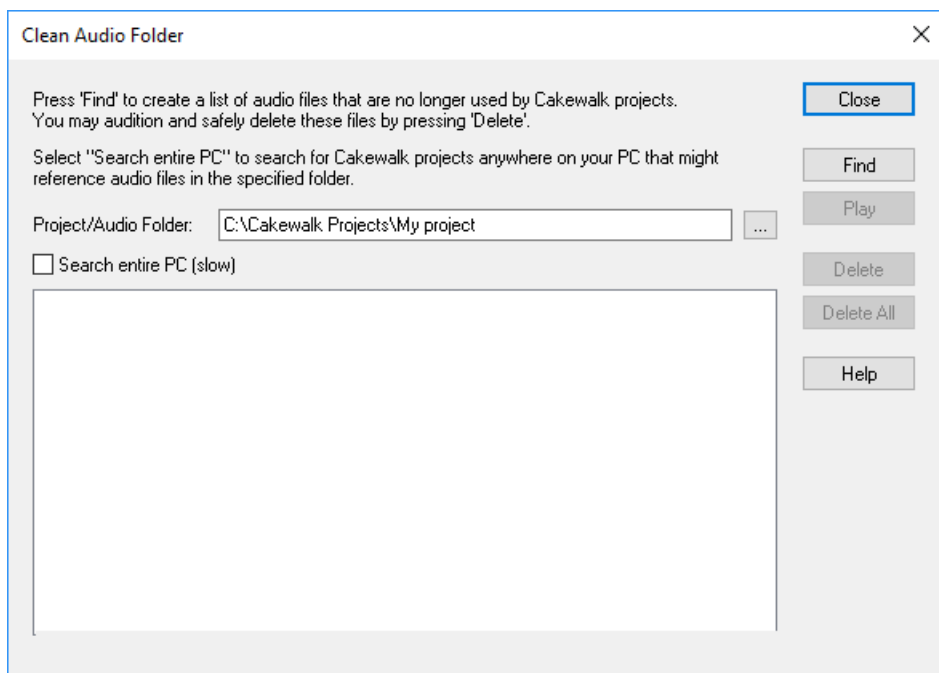 Clean Audio Folder
Press 'Find' to create a list of audio files that are no longer used by Cakewalk projects.
You may audition and safely delete these files by pressing 'Delete'.
Select "Search entire PC" to search for Cakewalk projects anywhere on your PC that might
reference audio files in the specified folder.
Project/Audio Folder:
C:\Cakewalk Projects\My project
...
Search entire PC (slow)
Close
Find
Play
Delete
Delete All
Help